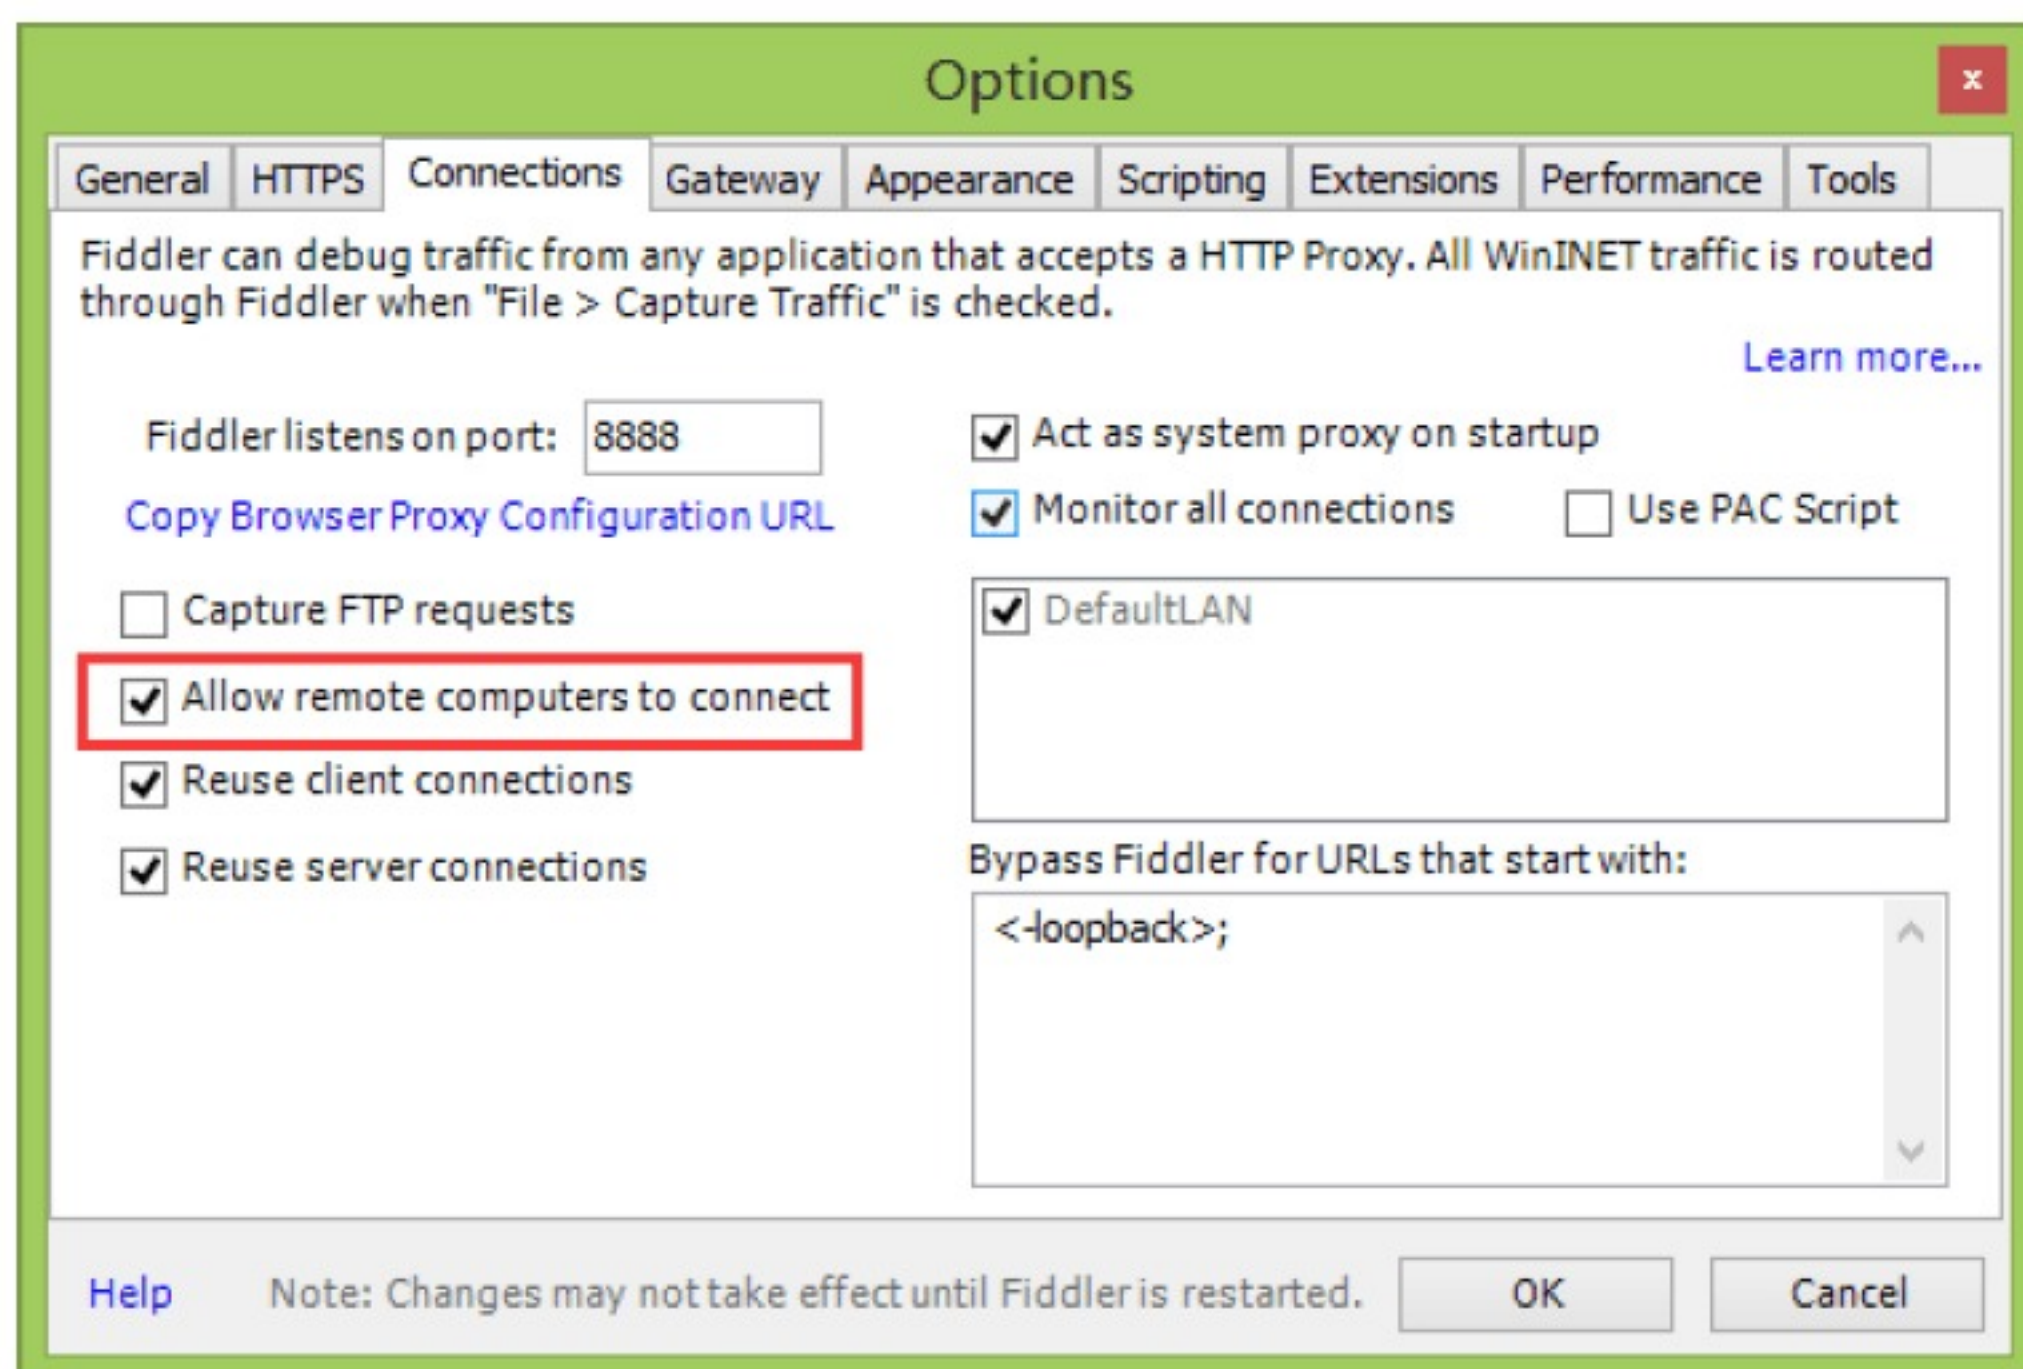 Options
x
General HTTPS Connections Gateway Appearance Scripting Extensions Performance Tools
Fiddler can debug traffic from any application that accepts a HTTP Proxy. All WinINET traffic is routed
through Fiddler when "File > Capture Traffic" is checked.
Learn more...
Fiddler listens on port: 8888
Copy Browser Proxy Configuration URL
Capture FTP requests
Allow remote computers to connect
Reuse client connections
Reuse server connections
Act as system proxy on startup
Monitor all connections Use PAC Script
DefaultLAN
Bypass Fiddler for URLs that start with:
<-loopback>;
Help Note: Changes may not take effect until Fiddler is restarted. OK Cancel